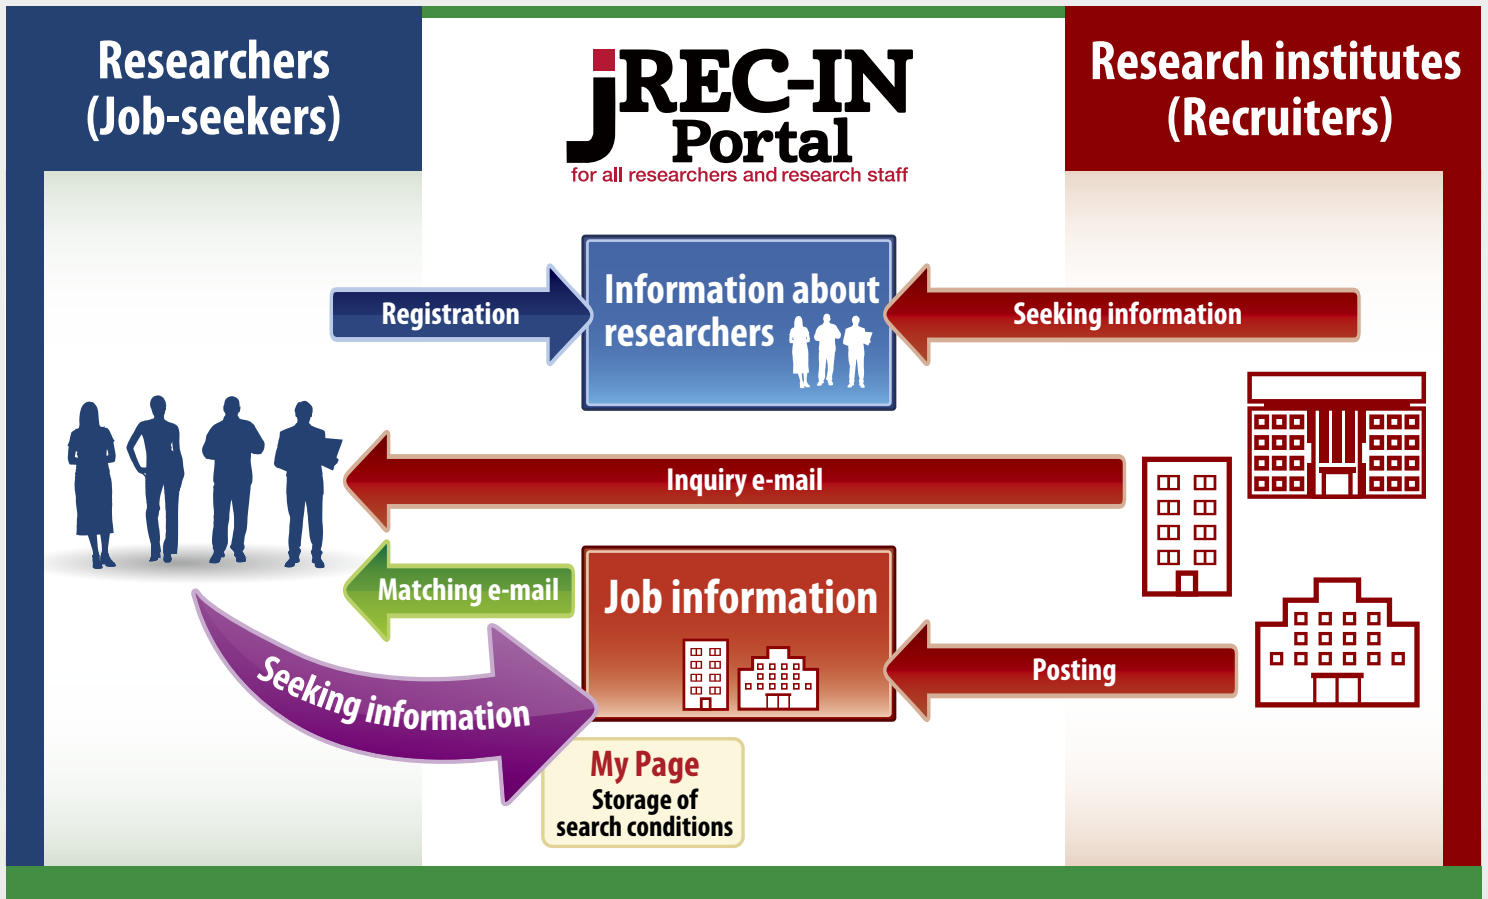 Researchers
(Job-seekers)
jREC-IN
Portal
for all researchers and research staff
Research institutes
(Recruiters)
Registration
Information about
researchers
Seeking information
Inquiry e-mail
Matching e-mail
Job information
Seeking information
Posting
My Page
Storage of
search conditions